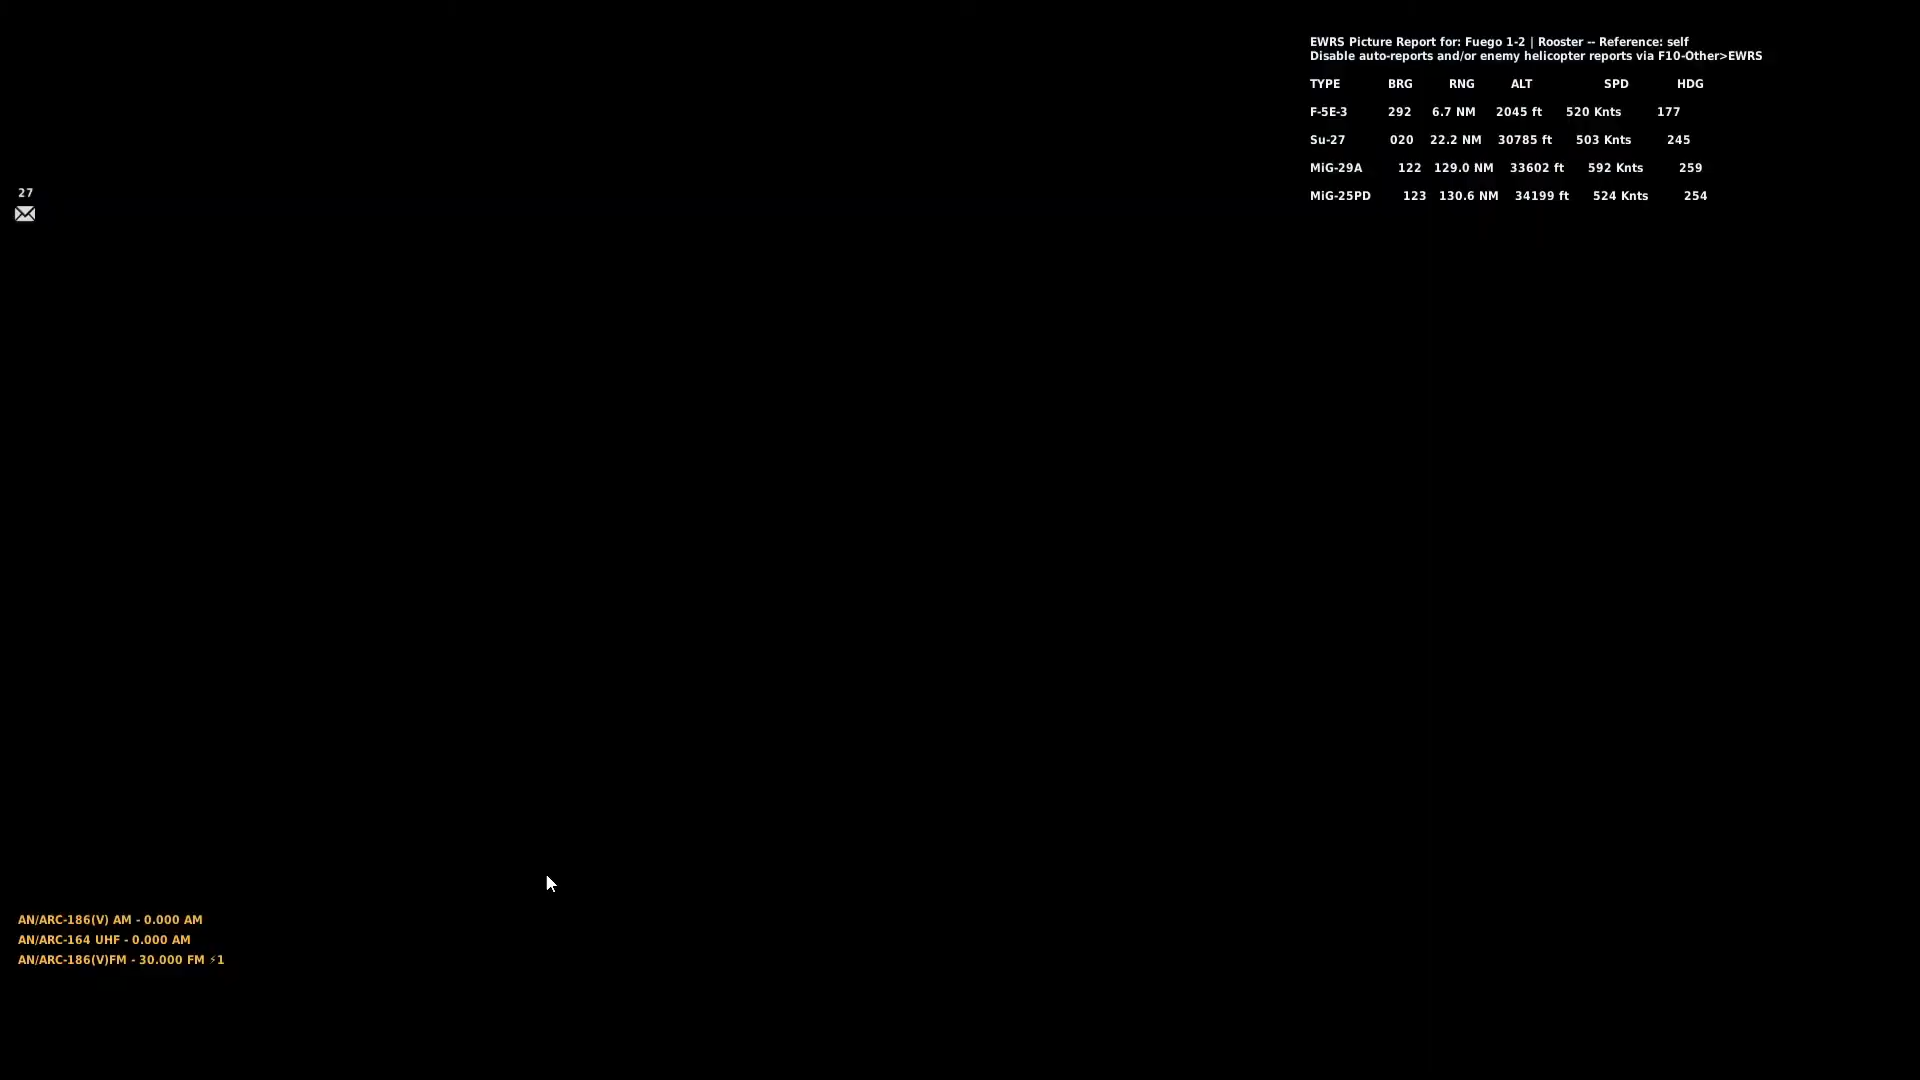 EWRS Picture Report for: Fuego 1-2 | Rooster -- Reference: self
Disable auto-reports and/or enemy helicopter reports via F10-Other>EWRS
TYPE BRG RNG ALT SPD HDG
F-5E-3 292 6.7 NM 2045 ft 520 Knts 177
Su-27 020 22.2 NM 30785 ft 503 Knts 245
MiG-29A 122 129.0 NM 33602 ft 592 Knts 259
MiG-25PD 123 130.6 NM 34199 ft 524 Knts 254
27
AN/ARC-186(V) AM - 0.000 AM
AN/ARC-164 UHF - 0.000 AM
AN/ARC-186(V)FM - 30.000 FM ⚡1